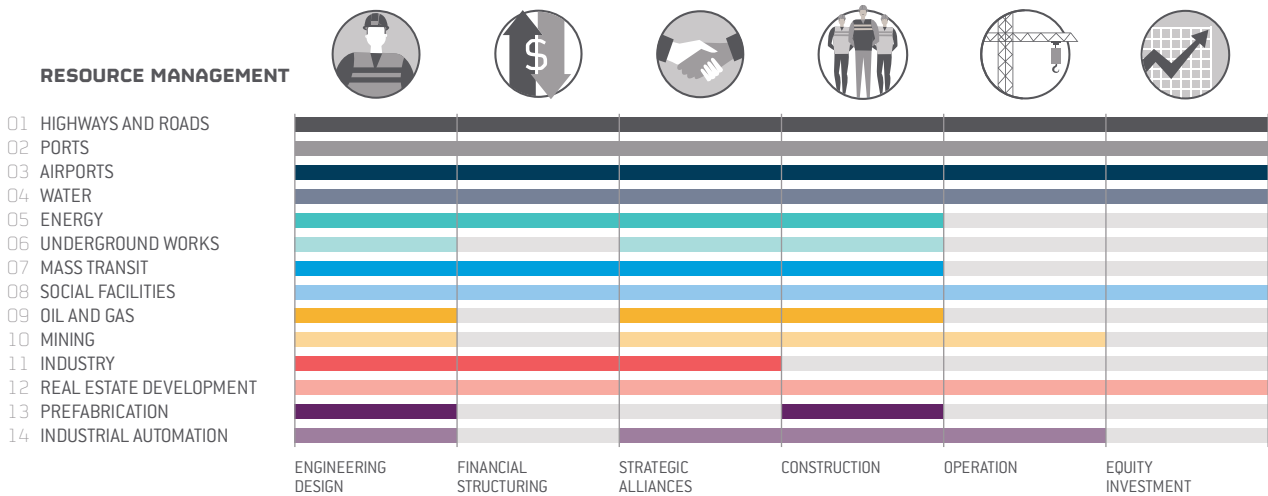 $
RESOURCE MANAGEMENT
01 HIGHWAYS AND ROADS
02 PORTS
03 AIRPORTS
04 WATER
05 ENERGY
06 UNDERGROUND WORKS
07 MASS TRANSIT
08 SOCIAL FACILITIES
09 OIL AND GAS
10 MINING
11 INDUSTRY
12 REAL ESTATE DEVELOPMENT
13 PREFABRICATION
14 INDUSTRIAL AUTOMATION
ENGINEERING
DESIGN
FINANCIAL
STRUCTURING
STRATEGIC
ALLIANCES
CONSTRUCTION
OPERATION
EQUITY
INVESTMENT